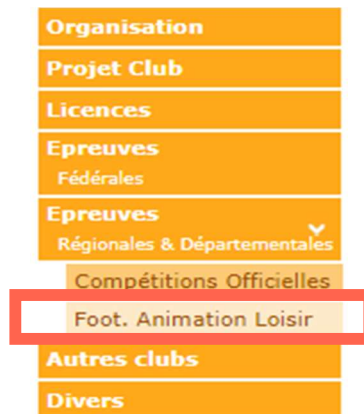 Organisation
Projet Club
Licences
Epreuves
Fédérales
Epreuves
Régionales & Départementales
Compétitions Officielles
Foot. Animation Loisir
Autres clubs
Divers